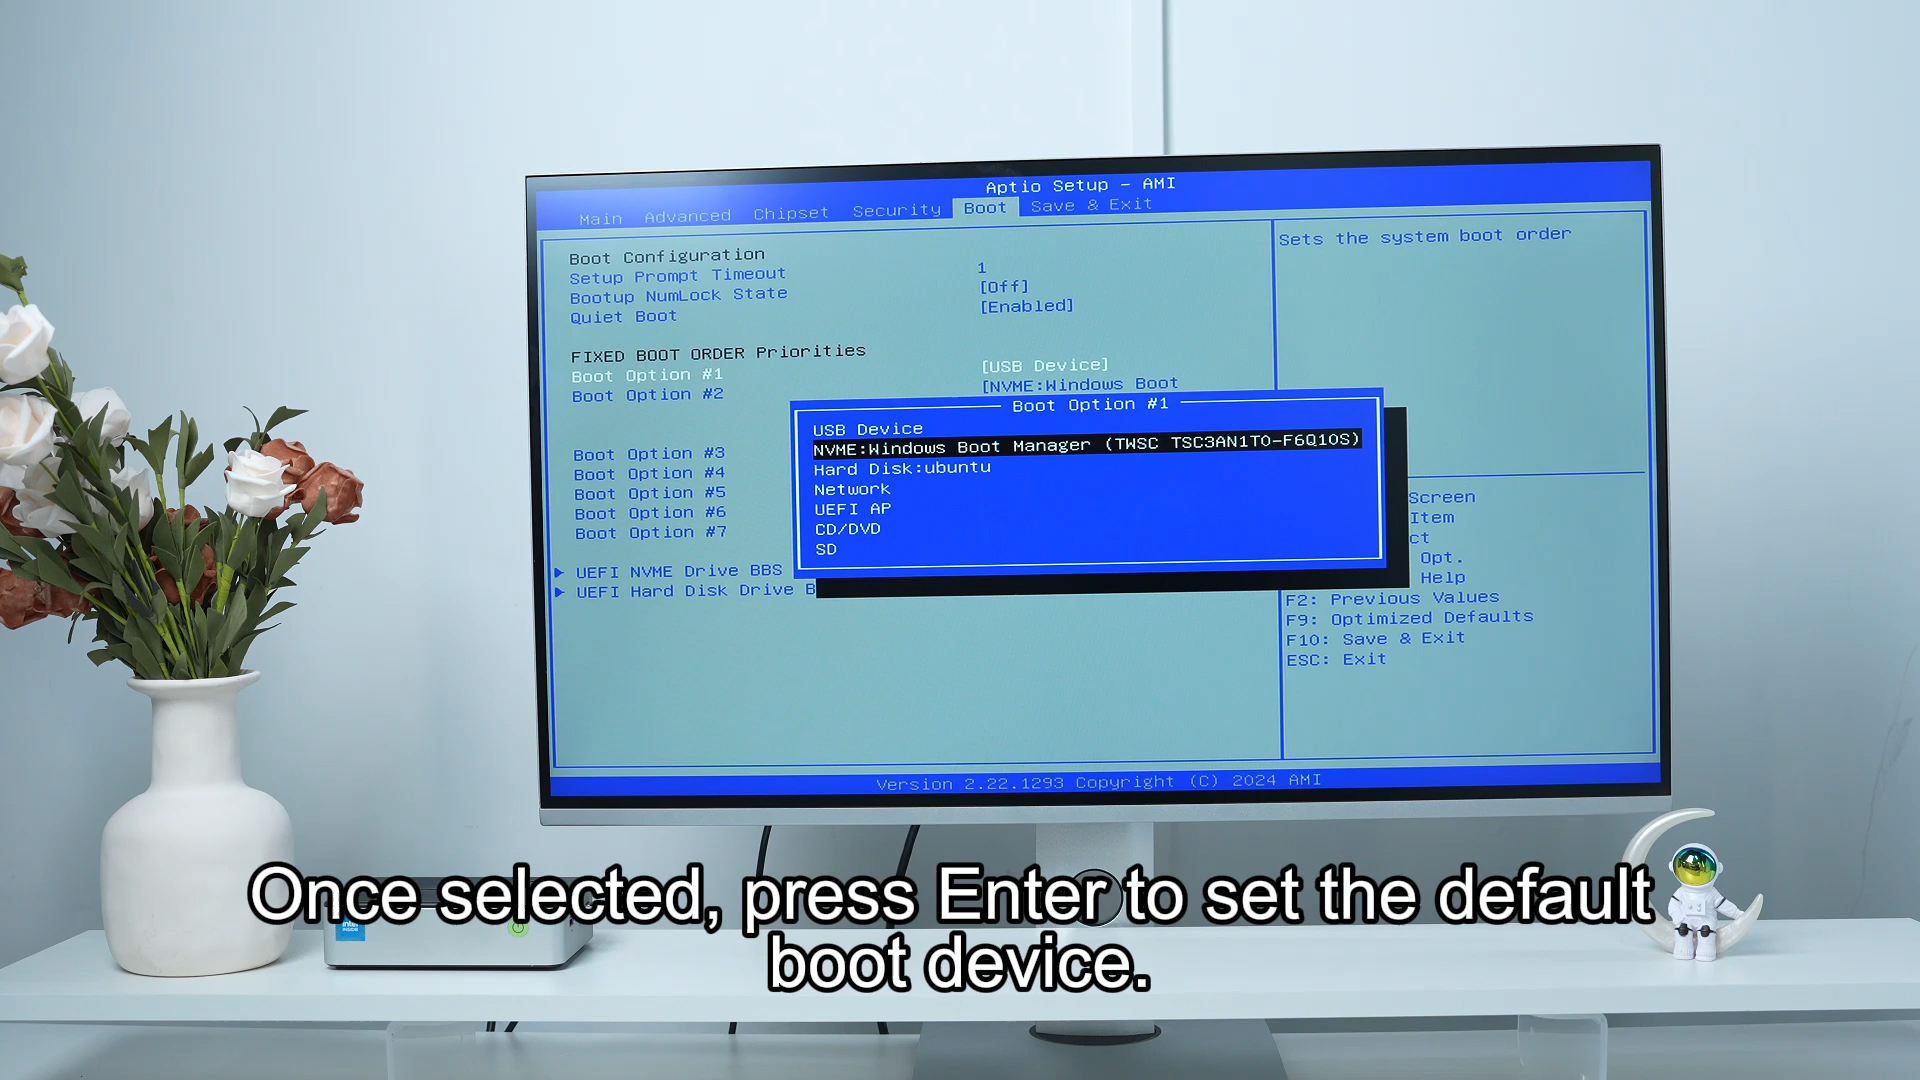 Aptio Setup - AMI
Main Advanced Chipset Security Boot Save & Exit
Boot Configuration
Setup Prompt Timeout 1
Bootup NumLock State [Off]
Quiet Boot [Enabled]
FIXED BOOT ORDER Priorities
Boot Option #1 [USB Device]
Boot Option #2 [NVME:Windows Boot
Boot Option #3
Boot Option #4
Boot Option #5
Boot Option #6
Boot Option #7
UEFI NVME Drive BBS
UEFI Hard Disk Drive B
Boot Option #1
USB Device
NVME:Windows Boot Manager (TWSC TSC3AN1T0-F6Q10S)
Hard Disk:ubuntu
Network
UEFI AP
CD/DVD
SD
Sets the system boot order
Screen
Item
ct
Opt.
Help
F2: Previous Values
F9: Optimized Defaults
F10: Save & Exit
ESC: Exit
Version 2.22.1293 Copyright (C) 2024 AMI
Once selected, press Enter to set the default
boot device.